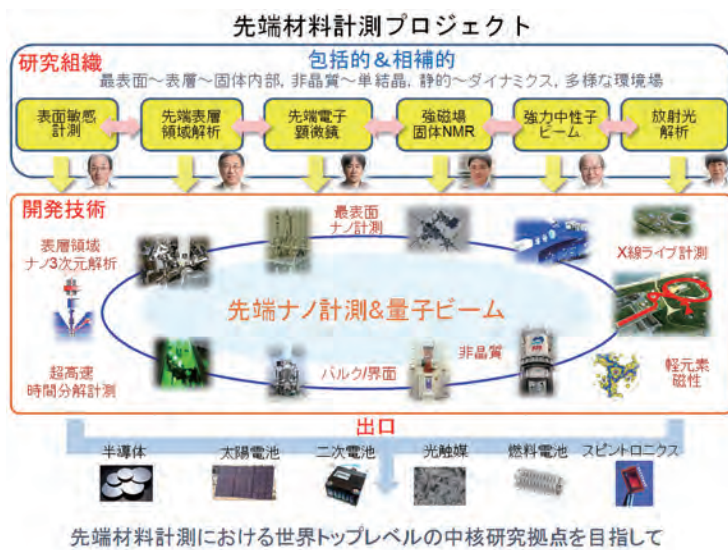 先端材料計測プロジェクト
研究組織
包括的&相補的
最表面～表層～固体内部, 非晶質～単結晶, 静的～ダイナミクス, 多様な環境場
表面敏感
計測
先端表層
領域解析
先端電子
顕微鏡
強磁場
固体NMR
強力中性子
ビーム
放射光
解析
開発技術
最表面
ナノ計測
表層領域
ナノ3次元解析
X線ライブ計測
先端ナノ計測&量子ビーム
超高速
時間分解計測
バルク/界面
非晶質
軽元素
磁性
出口
半導体
太陽電池
二次電池
光触媒
燃料電池
スピントロニクス
先端材料計測における世界トップレベルの中核研究拠点を目指して